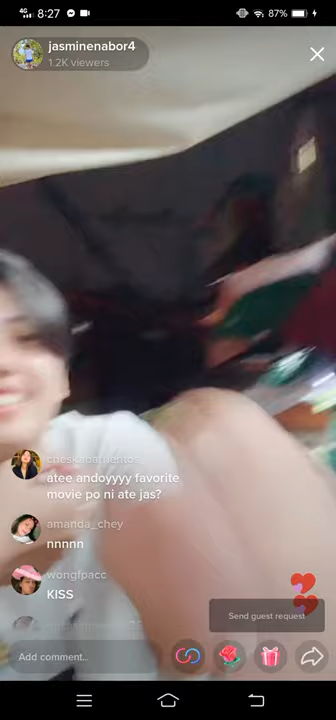 4G 8:27
87%
jasminenabor4
1.2K viewers
atee andoyyyy favorite
movie po ni ate jas?
amanda_chey
nnnnn
wongfpacc
KISS
Send guest request
Add comment...